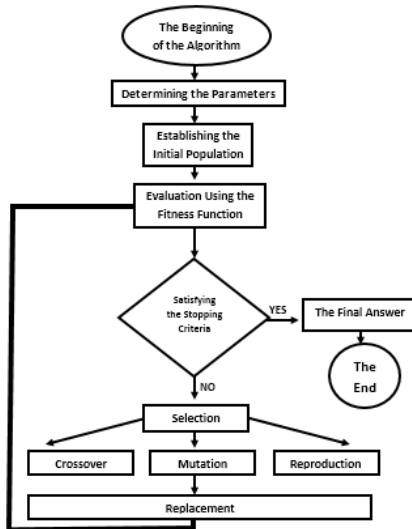 The Beginning
of the Algorithm
Determining the Parameters
Establishing the
Initial Population
Evaluation Using the
Fitness Function
Satisfying
the Stopping
Criteria
YES
The Final Answer
The
End
NO
Selection
Crossover
Mutation
Reproduction
Replacement